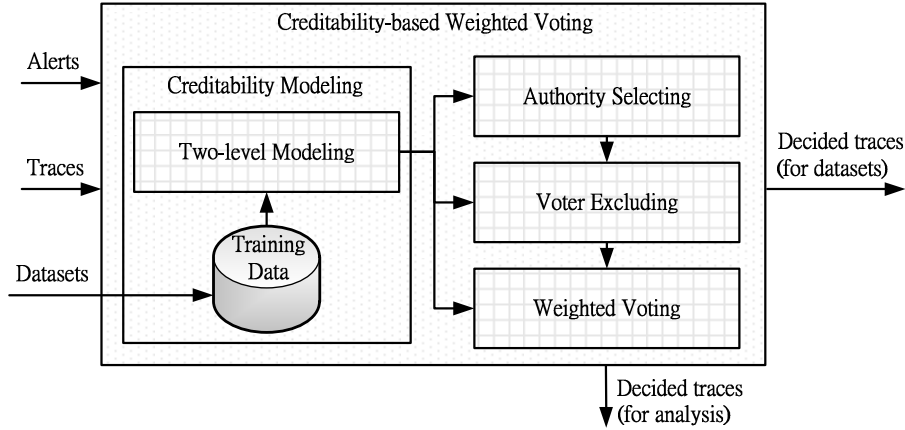 Creditability-based Weighted Voting
Alerts
Creditability Modeling
Authority Selecting
Two-level Modeling
Decided traces
(for datasets)
Traces
Voter Excluding
Training
Data
Datasets
Weighted Voting
Decided traces
(for analysis)